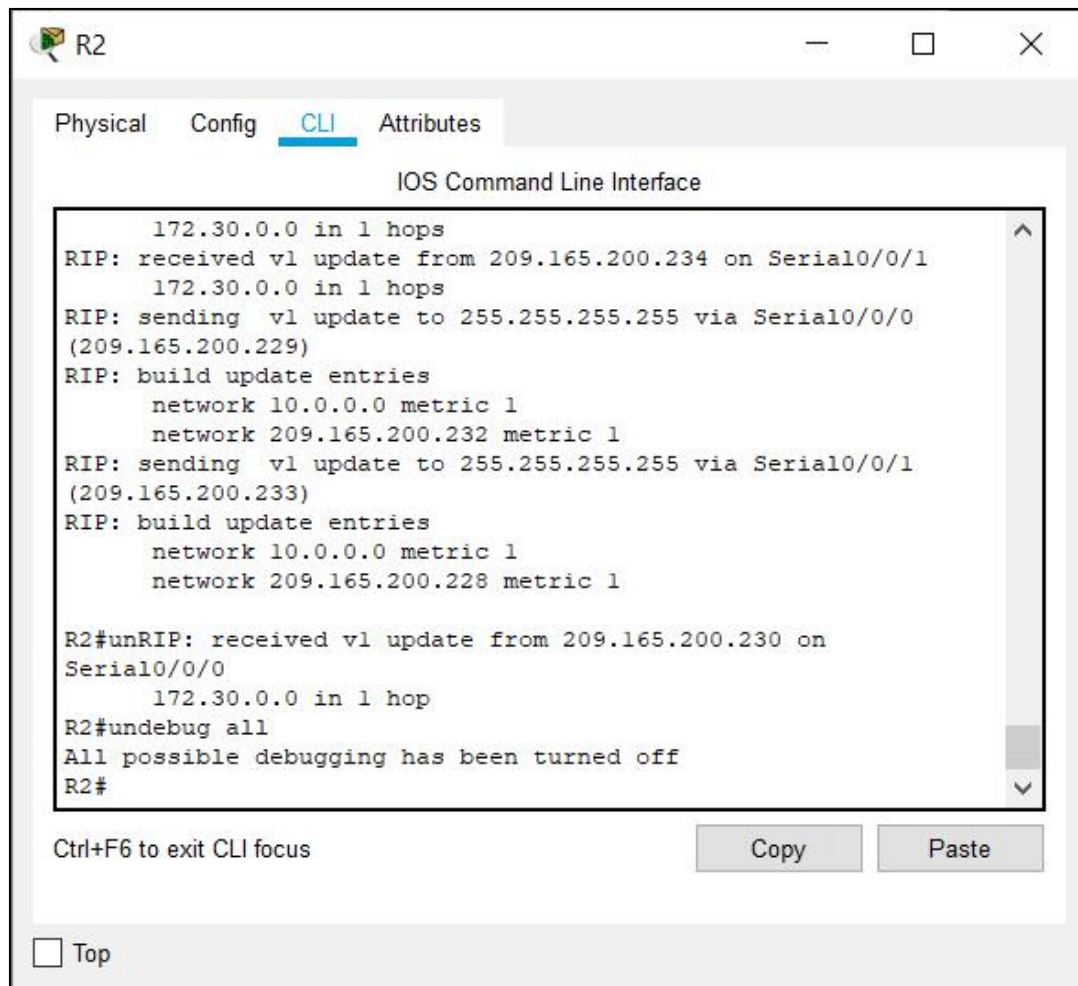 R2
Physical Config CLI Attributes
IOS Command Line Interface
172.30.0.0 in 1 hops
RIP: received v1 update from 209.165.200.234 on Serial0/0/1
172.30.0.0 in 1 hops
RIP: sending  v1 update to 255.255.255.255 via Serial0/0/0
(209.165.200.229)
RIP: build update entries
network 10.0.0.0 metric 1
network 209.165.200.232 metric 1
RIP: sending  v1 update to 255.255.255.255 via Serial0/0/1
(209.165.200.233)
RIP: build update entries
network 10.0.0.0 metric 1
network 209.165.200.228 metric 1
R2#unRIP: received v1 update from 209.165.200.230 on
Serial0/0/0
172.30.0.0 in 1 hop
R2#undebug all
All possible debugging has been turned off
R2#
Ctrl+F6 to exit CLI focus
Copy Paste
Top